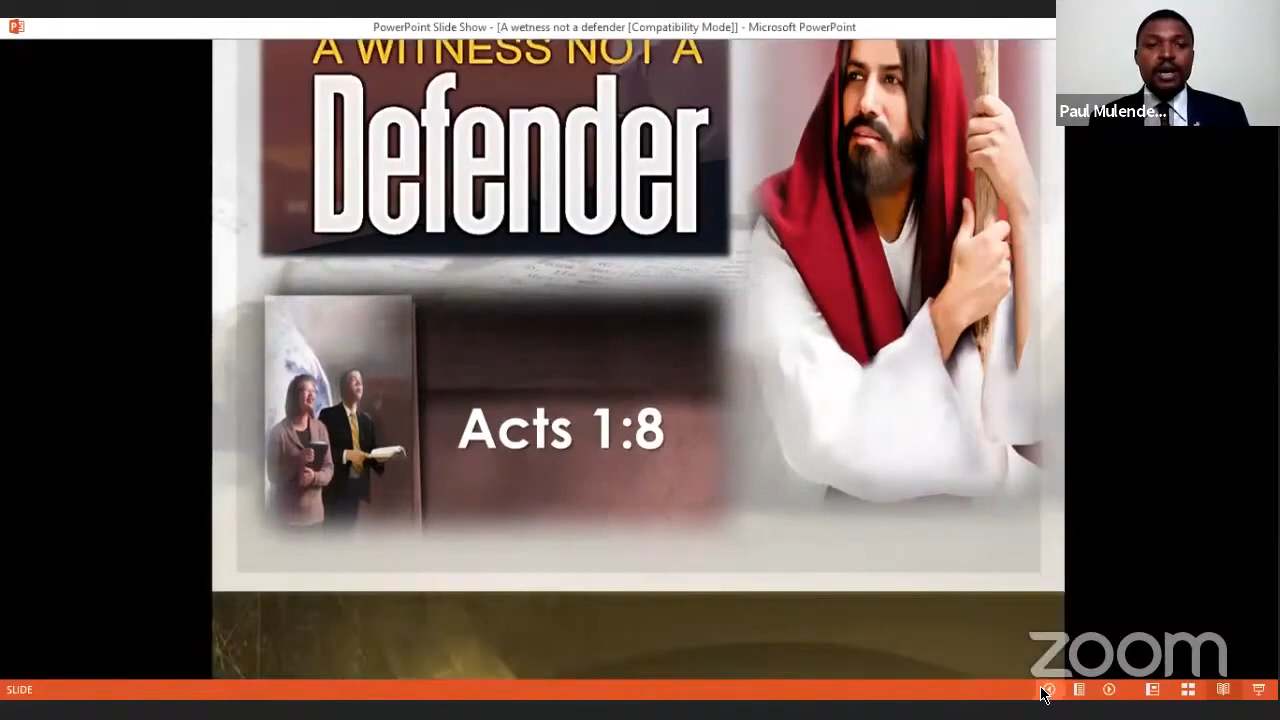 PowerPoint Slide Show - [A wetness not a defender [Compatibility Mode]] - Microsoft PowerPoint
A WITNESS NOT A
Defender
Paul Mulende...
Acts 1:8
zoom
SLIDE